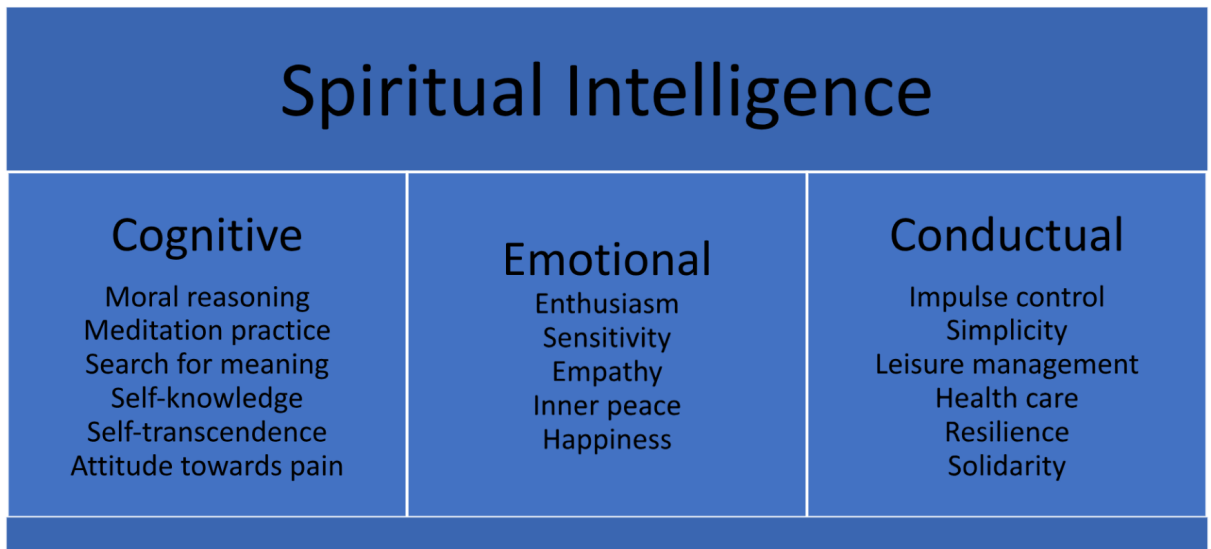 Spiritual Intelligence
Cognitive
Moral reasoning
Meditation practice
Search for meaning
Self-knowledge
Self-transcendence
Attitude towards pain
Emotional
Enthusiasm
Sensitivity
Empathy
Inner peace
Happiness
Conductual
Impulse control
Simplicity
Leisure management
Health care
Resilience
Solidarity